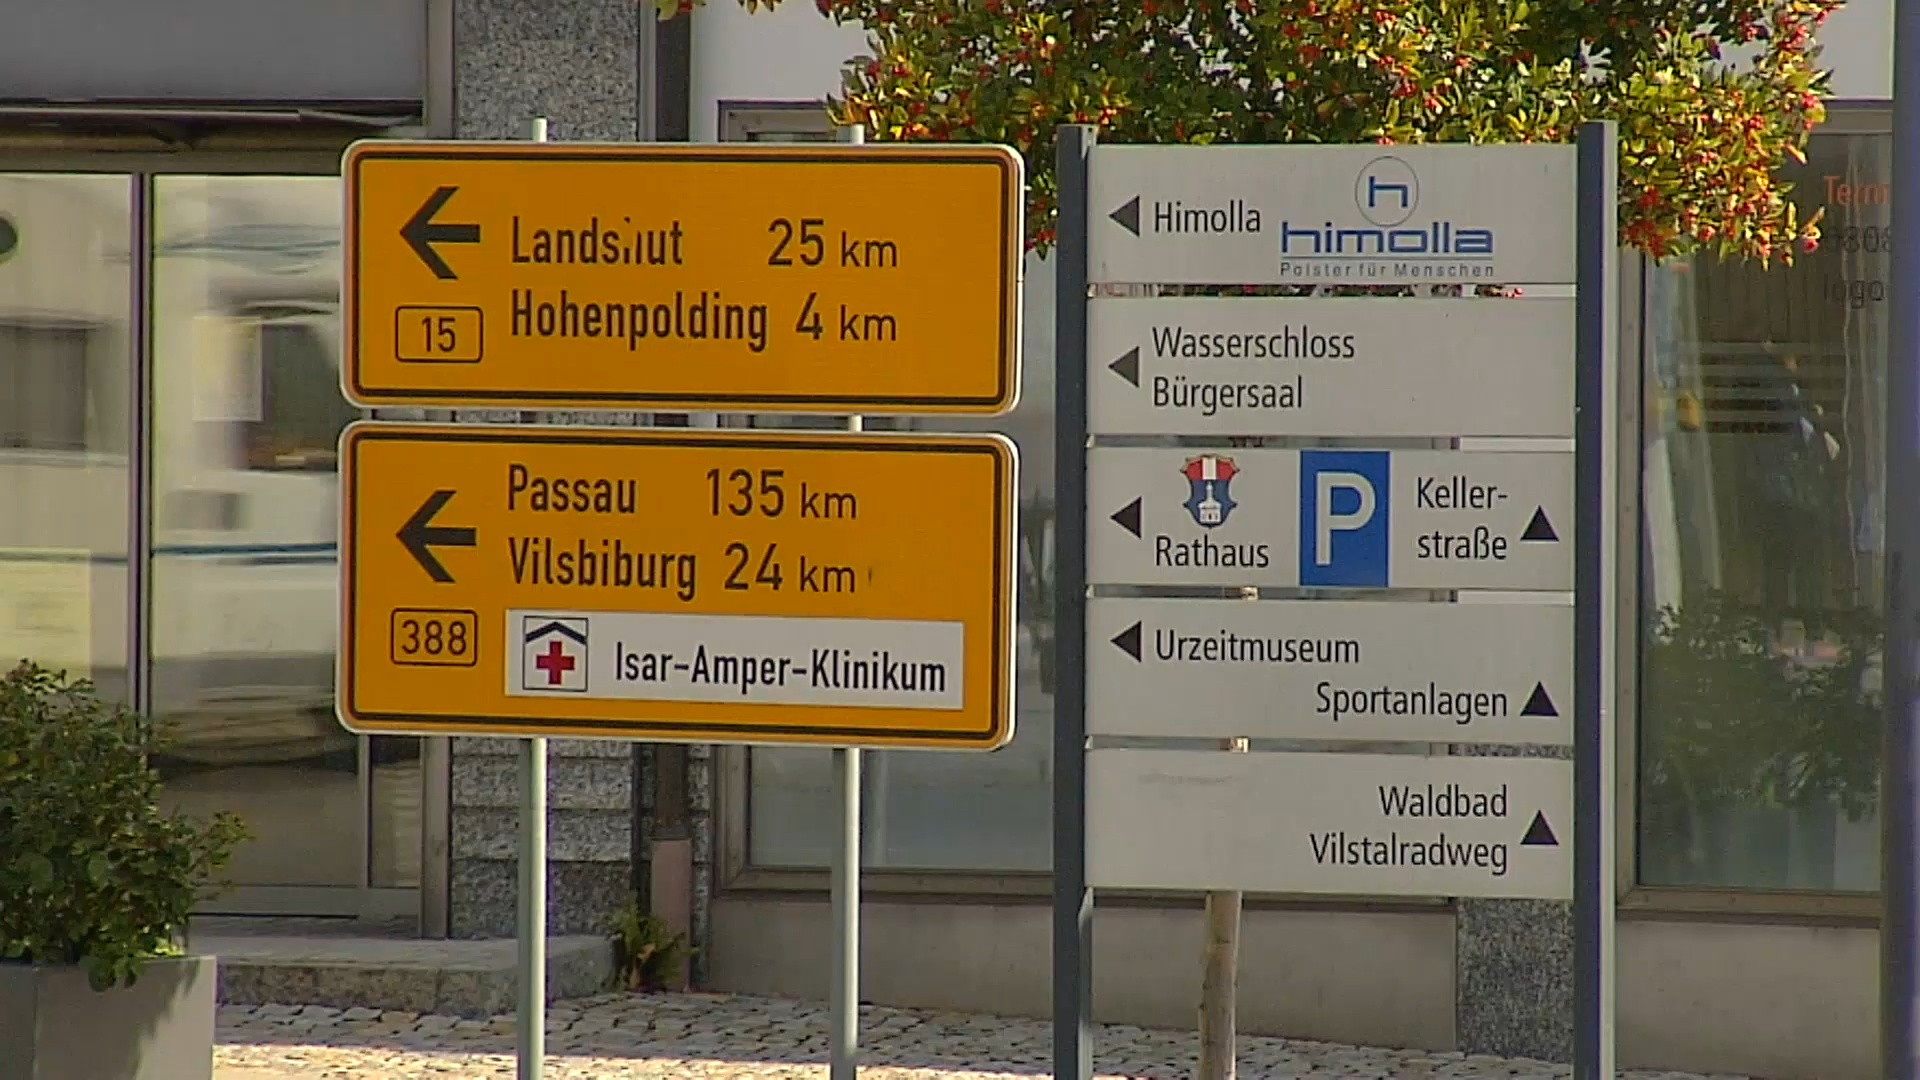 Landshut 25 km
Hohenpolding 4 km
15
Passau 135 km
Vilsbiburg 24 km
388
Isar-Amper-Klinikum
Himolla
h
himolla
Polster für Menschen
Wasserschloss
Bürgersaal
Rathaus
P
Keller-
straße
Urzeitmuseum
Sportanlagen
Waldbad
Vilstalradweg